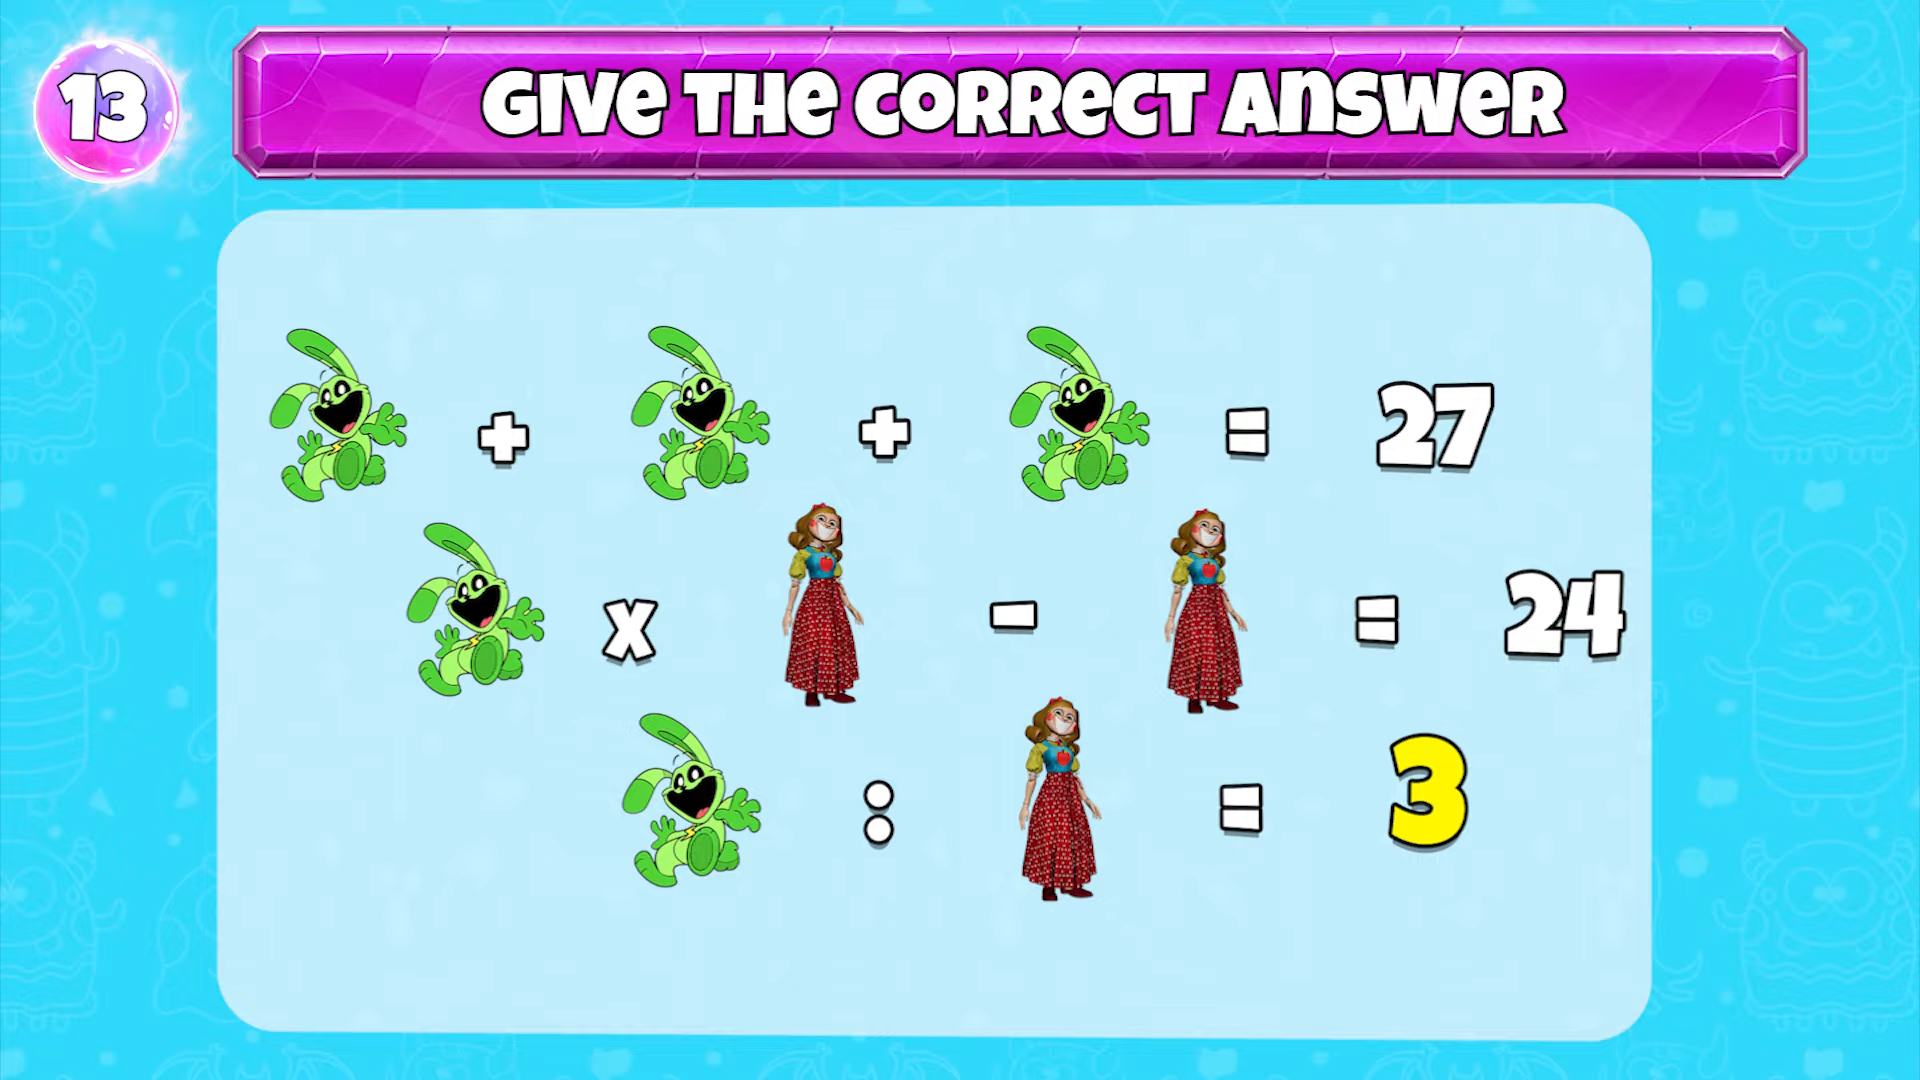 13
GIVE THE CORRECT ANSWER
+ + = 27
x - = 24
: = 3